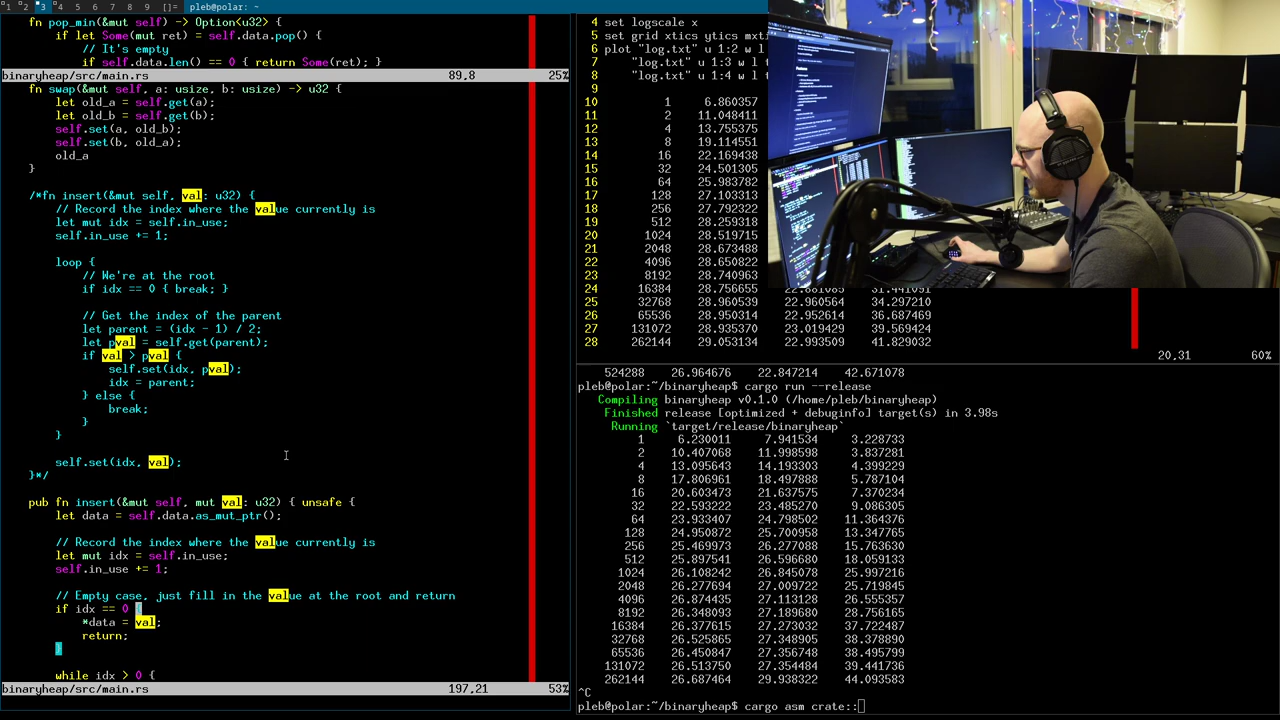 1 2 3 4 5 6 7 8 9 []= pleb@polar: ~
fn pop_min(&mut self) -> Option<u32> {
if let Some(mut ret) = self.data.pop() {
// It's empty
if self.data.len() == 0 { return Some(ret); }
binaryheap/src/main.rs 89,8 25%
fn swap(&mut self, a: usize, b: usize) -> u32 {
let old_a = self.get(a);
let old_b = self.get(b);
self.set(a, old_b);
self.set(b, old_a);
old_a
}
/*fn insert(&mut self, val: u32) {
// Record the index where the value currently is
let mut idx = self.in_use;
self.in_use += 1;
loop {
// We're at the root
if idx == 0 { break; }
// Get the index of the parent
let parent = (idx - 1) / 2;
let pval = self.get(parent);
if val > pval {
self.set(idx, pval);
idx = parent;
} else {
break;
}
}
self.set(idx, val);
}*/
pub fn insert(&mut self, mut val: u32) { unsafe {
let data = self.data.as_mut_ptr();
// Record the index where the value currently is
let mut idx = self.in_use;
self.in_use += 1;
// Empty case, just fill in the value at the root and return
if idx == 0 {
*data = val;
return;
}
while idx > 0 {
binaryheap/src/main.rs 197,21 53%
4 set logscale x
5 set grid xtics ytics mxti
6 plot "log.txt" u 1:2 w l
7 "log.txt" u 1:3 w l
8 "log.txt" u 1:4 w l
9
10 1 6.860357
11 2 11.048411
12 4 13.755375
13 8 19.114551
14 16 22.169438
15 32 24.501305
16 64 25.983782
17 128 27.103313
18 256 27.792322
19 512 28.259318
20 1024 28.519715
21 2048 28.673488
22 4096 28.650822
23 8192 28.740963
24 16384 28.756655
25 32768 28.960539 22.960564 34.297210
26 65536 28.950314 22.952614 36.687469
27 131072 28.935370 23.019429 39.569424
28 262144 29.053134 22.993509 41.829032
20,31 60%
524288 26.964676 22.847214 42.671078
pleb@polar:~/binaryheap$ cargo run --release
Compiling binaryheap v0.1.0 (/home/pleb/binaryheap)
Finished release [optimized + debuginfo] target(s) in 3.98s
Running `target/release/binaryheap`
1 6.230011 7.941534 3.228733
2 10.407068 11.998598 3.837281
4 13.095643 14.193303 4.399229
8 17.806961 18.497888 5.787104
16 20.603473 21.637575 7.370234
32 22.593222 23.485270 9.086305
64 23.933407 24.798502 11.364376
128 24.950872 25.700958 13.347765
256 25.469973 26.277088 15.763630
512 25.897541 26.596680 18.059133
1024 26.108242 26.845078 25.997216
2048 26.277694 27.009722 25.719845
4096 26.874435 27.113128 26.555357
8192 26.348093 27.189680 28.756165
16384 26.377615 27.273032 37.722487
32768 26.525865 27.348905 38.378890
65536 26.450847 27.356748 38.495799
131072 26.513750 27.354484 39.441736
262144 26.687464 29.938322 44.093583
^C
pleb@polar:~/binaryheap$ cargo asm crate::